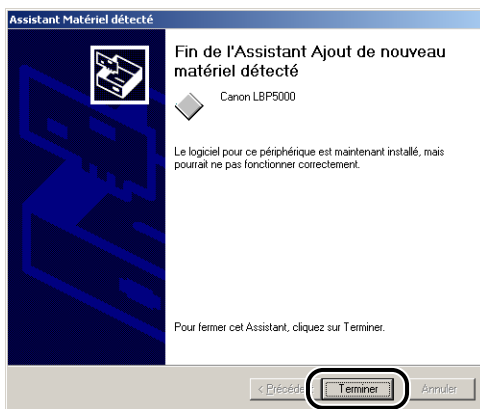 Assistant Matériel détecté
Fin de l'Assistant Ajout de nouveau
matériel détecté
Canon LBP5000
Le logiciel pour ce périphérique est maintenant installé, mais
pourrait ne pas fonctionner correctement.
Pour fermer cet Assistant, cliquez sur Terminer.
< Précéde Terminer Annuler